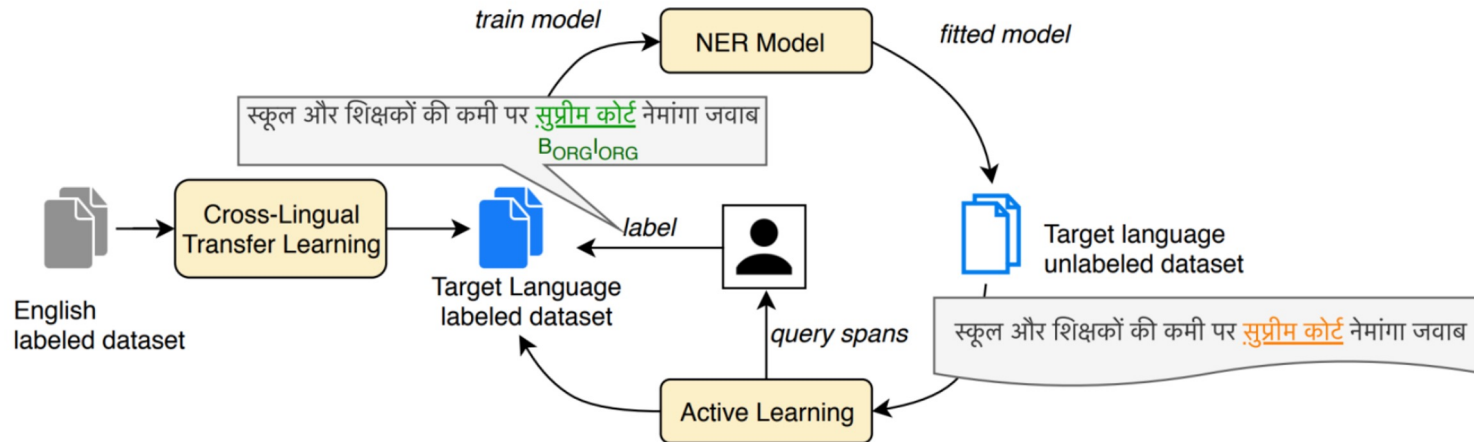 train model
NER Model
fitted model
स्कूल और शिक्षकों की कमी पर सुप्रीम कोर्ट नेमांगा जवाब
BORGIORG
Cross-Lingual
Transfer Learning
label
Target language
unlabeled dataset
English
labeled dataset
Target Language
labeled dataset
query spans
स्कूल और शिक्षकों की कमी पर सुप्रीम कोर्ट नेमांगा जवाब
Active Learning